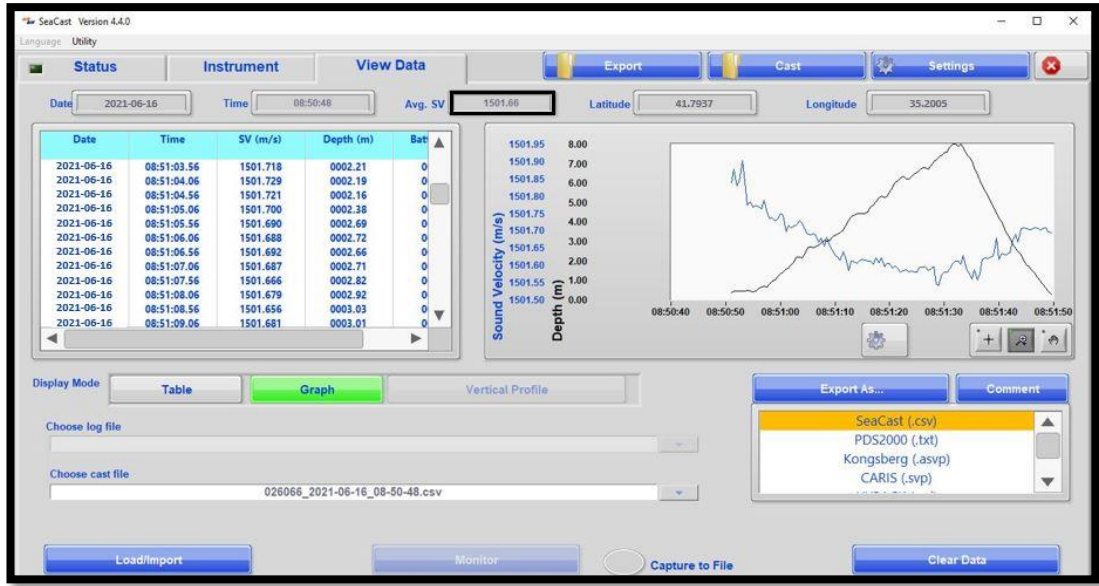 SeaCast Version 4.4.0
Language Utility
Status Instrument View Data Export Cast Settings
Date 2021-06-16 Time 08:50:48 Avg. SV 1501.66 Latitude 41.7937 Longitude 35.2005
Date Time SV (m/s) Depth (m) Batt
2021-06-16 08:51:03.56 1501.718 0002.21 0
2021-06-16 08:51:04.06 1501.729 0002.19 0
2021-06-16 08:51:04.56 1501.721 0002.16 0
2021-06-16 08:51:05.06 1501.700 0002.38 0
2021-06-16 08:51:05.56 1501.690 0002.69 0
2021-06-16 08:51:06.06 1501.688 0002.72 0
2021-06-16 08:51:06.56 1501.692 0002.66 0
2021-06-16 08:51:07.06 1501.687 0002.71 0
2021-06-16 08:51:07.56 1501.666 0002.82 0
2021-06-16 08:51:08.06 1501.679 0002.92 0
2021-06-16 08:51:08.56 1501.656 0003.03 0
2021-06-16 08:51:09.06 1501.681 0003.01 0
Sound Velocity (m/s)
Depth (m)
1501.95 8.00
1501.90 7.00
1501.85 6.00
1501.80 5.00
1501.75 4.00
1501.70
1501.65 3.00
1501.60 2.00
1501.55 1.00
1501.50 0.00
08:50:40 08:50:50 08:51:00 08:51:10 08:51:20 08:51:30 08:51:40 08:51:50
Display Mode Table Graph Vertical Profile
Export As... Comment
SeaCast (.csv)
PDS2000 (.txt)
Kongsberg (.asvp)
CARIS (.svp)
Choose log file
Choose cast file
026066_2021-06-16_08-50-48.csv
Load/Import Monitor Capture to File Clear Data